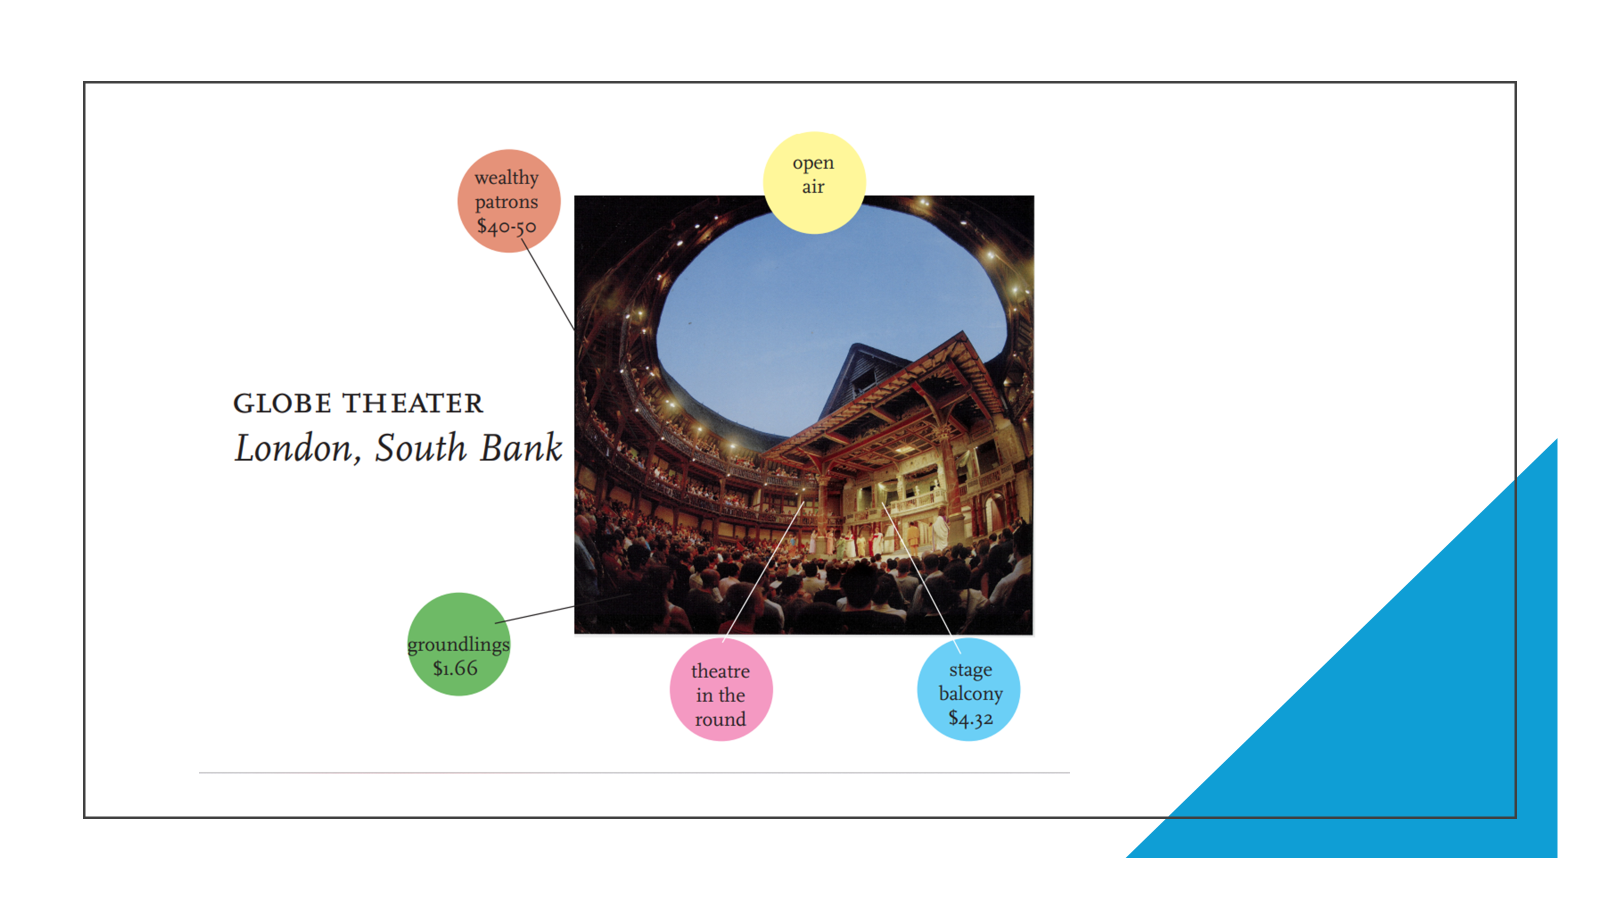 wealthy
patrons
$40-50
open
air
GLOBE THEATER
London, South Bank
groundlings
$1.66
theatre
in the
round
stage
balcony
$4.32